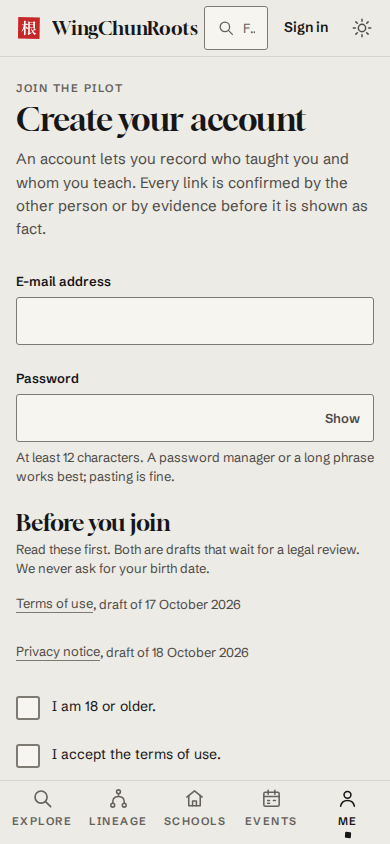 根 WingChunRoots F.. Sign in
JOIN THE PILOT
Create your account
An account lets you record who taught you and
whom you teach. Every link is confirmed by the
other person or by evidence before it is shown as
fact.
E-mail address
Password
Show
At least 12 characters. A password manager or a long phrase
works best; pasting is fine.
Before you join
Read these first. Both are drafts that wait for a legal review.
We never ask for your birth date.
Terms of use, draft of 17 October 2026
Privacy notice, draft of 18 October 2026
I am 18 or older.
I accept the terms of use.
EXPLORE LINEAGE SCHOOLS EVENTS ME